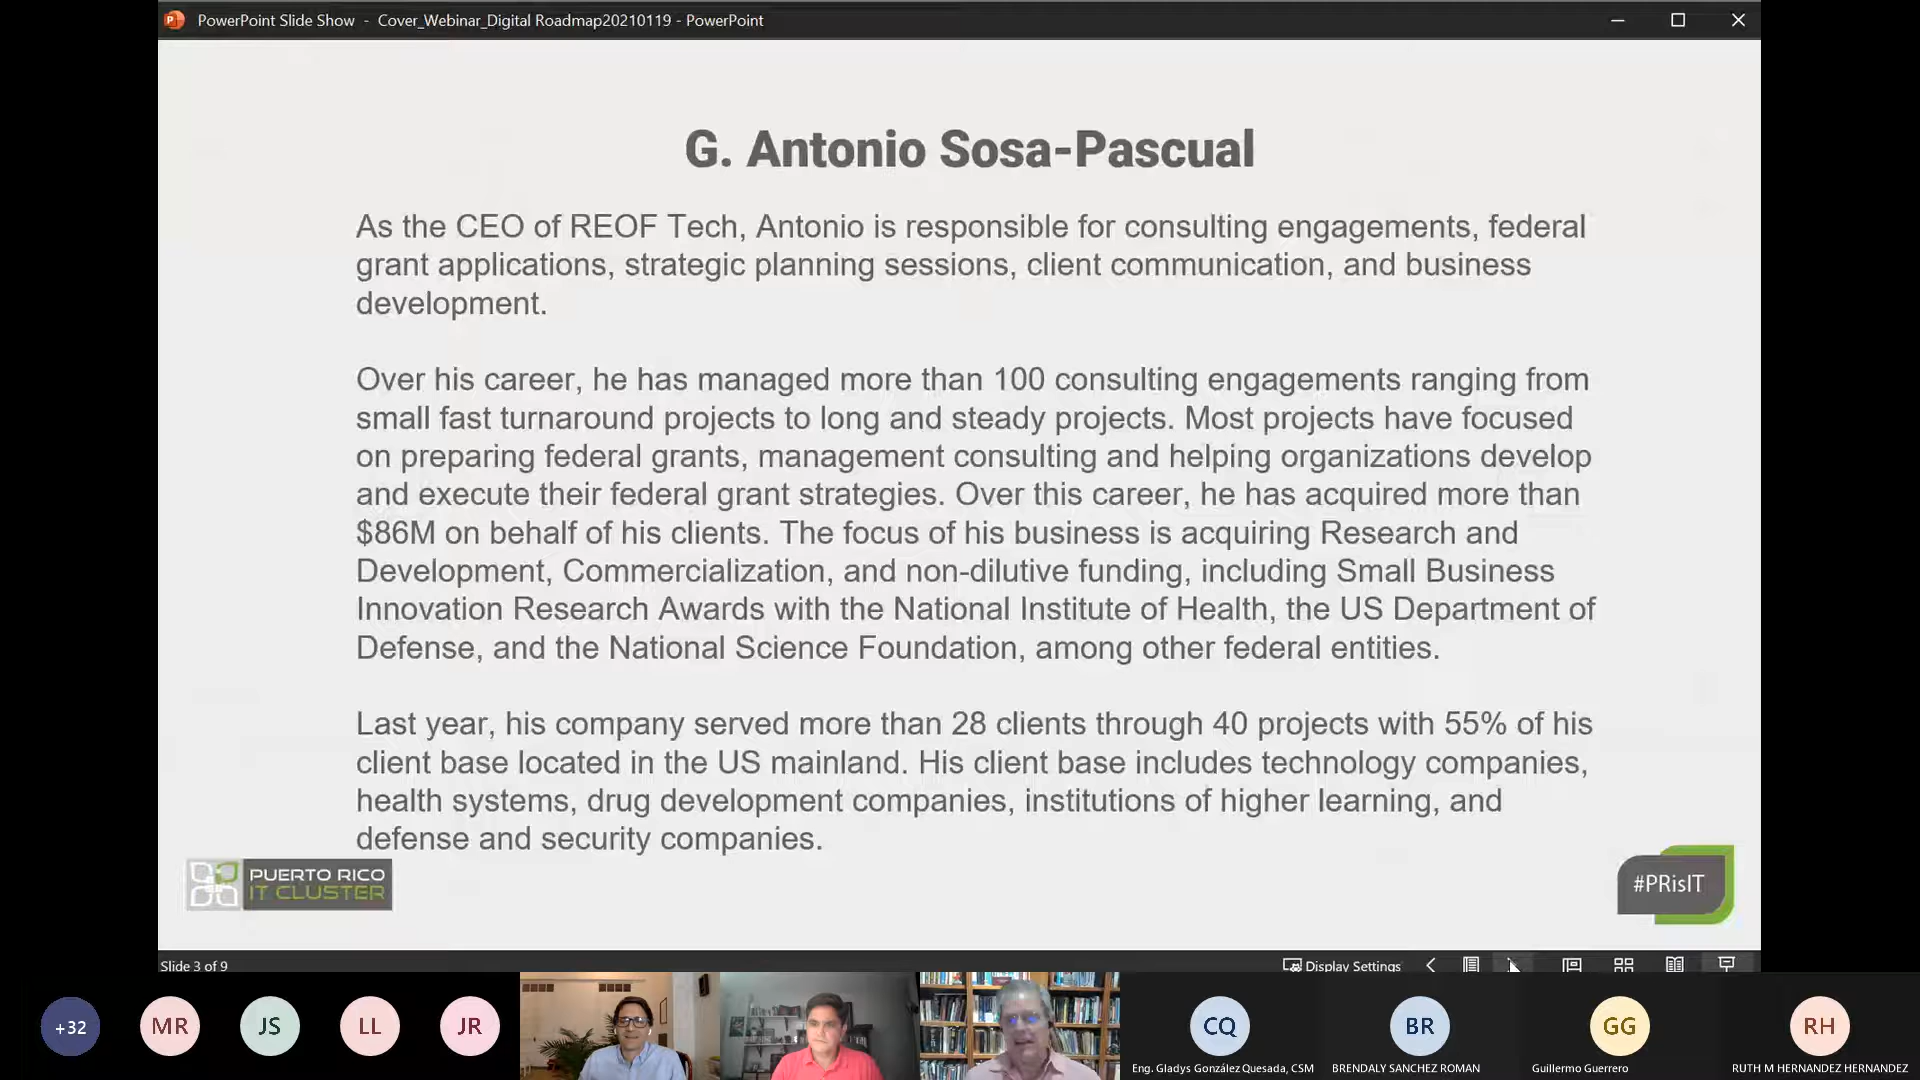 PowerPoint Slide Show - Cover_Webinar_Digital Roadmap20210119 - PowerPoint
G. Antonio Sosa-Pascual
As the CEO of REOF Tech, Antonio is responsible for consulting engagements, federal
grant applications, strategic planning sessions, client communication, and business
development.
Over his career, he has managed more than 100 consulting engagements ranging from
small fast turnaround projects to long and steady projects. Most projects have focused
on preparing federal grants, management consulting and helping organizations develop
and execute their federal grant strategies. Over this career, he has acquired more than
$86M on behalf of his clients. The focus of his business is acquiring Research and
Development, Commercialization, and non-dilutive funding, including Small Business
Innovation Research Awards with the National Institute of Health, the US Department of
Defense, and the National Science Foundation, among other federal entities.
Last year, his company served more than 28 clients through 40 projects with 55% of his
client base located in the US mainland. His client base includes technology companies,
health systems, drug development companies, institutions of higher learning, and
defense and security companies.
PUERTO RICO
IT CLUSTER
#PRisIT
Slide 3 of 9
Display Settings
+32
MR
JS
LL
JR
CQ
BR
GG
RH
Eng. Gladys González Quesada, CSM
BRENDALY SANCHEZ ROMAN
Guillermo Guerrero
RUTH M HERNANDEZ HERNANDEZ